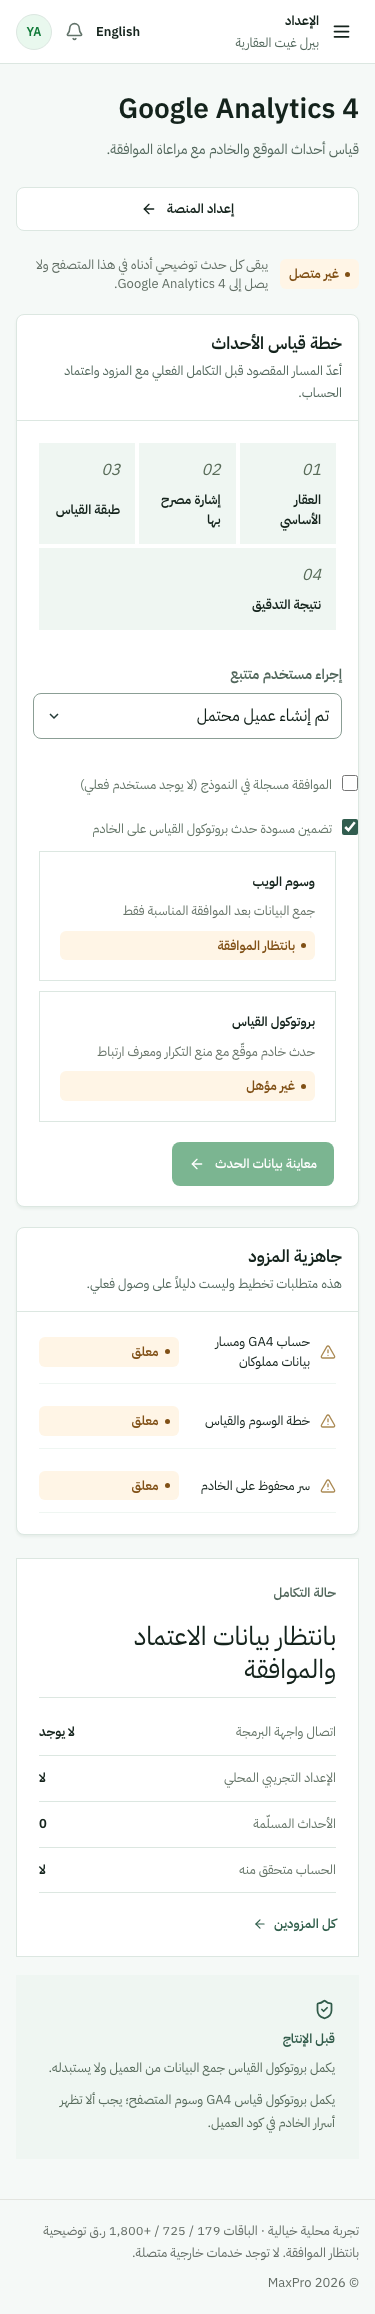 الإعداد
بيرل غيت العقارية
English
YA
Google Analytics 4
قياس أحداث الموقع والخادم مع مراعاة الموافقة.
إعداد المنصة
غير متصل
يبقى كل حدث توضيحي أدناه في هذا المتصفح ولا
يصل إلى Google Analytics 4.
خطة قياس الأحداث
أعدّ المسار المقصود قبل التكامل الفعلي مع المزود واعتماد
الحساب.
01
العقار
الأساسي
02
إشارة مصرح
بها
03
طبقة القياس
04
نتيجة التدقيق
إجراء مستخدم متتبع
تم إنشاء عميل محتمل
الموافقة مسجلة في النموذج (لا يوجد مستخدم فعلي)
تضمين مسودة حدث بروتوكول القياس على الخادم
وسوم الويب
جمع البيانات بعد الموافقة المناسبة فقط
بانتظار الموافقة
بروتوكول القياس
حدث خادم موقّع مع منع التكرار ومعرف ارتباط
غير مؤهل
معاينة بيانات الحدث
جاهزية المزود
هذه متطلبات تخطيط وليست دليلاً على وصول فعلي.
حساب GA4 ومسار
بيانات مملوكان
معلق
خطة الوسوم والقياس
معلق
سر محفوظ على الخادم
معلق
حالة التكامل
بانتظار بيانات الاعتماد
والموافقة
اتصال واجهة البرمجة
لا يوجد
الإعداد التجريبي المحلي
لا
الأحداث المسلّمة
0
الحساب متحقق منه
لا
كل المزودين
قبل الإنتاج
يكمل بروتوكول القياس جمع البيانات من العميل ولا يستبدله.
يكمل بروتوكول قياس GA4 وسوم المتصفح؛ يجب ألا تظهر
أسرار الخادم في كود العميل.
تجربة محلية خيالية · الباقات 179 / 725 / +1,800 ر.ق توضيحية
بانتظار الموافقة. لا توجد خدمات خارجية متصلة.
© 2026 MaxPro